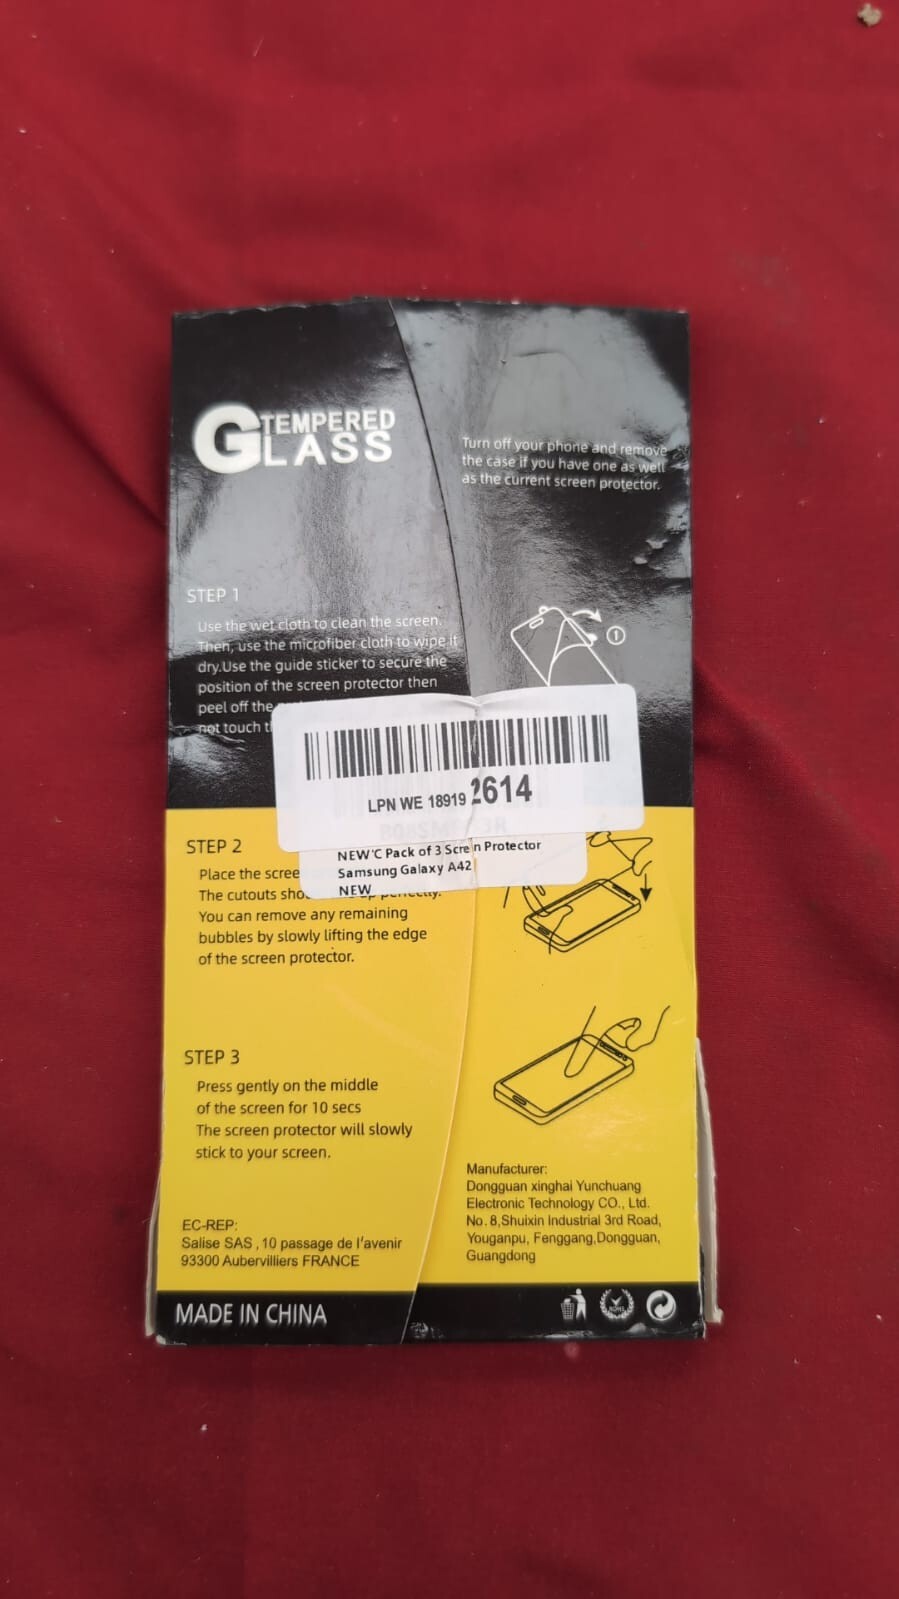 TEMPERED
GLASS
Turn off your phone and remove
the case if you have one as well
as the current screen protector.
STEP 1
Use the wet cloth to clean the screen.
Then, use the microfiber cloth to wipe it
dry.Use the guide sticker to secure the
position of the screen protector then
peel off the
not touch
1
LPN WE 18919 2614
NEW'C Pack of 3 Screen Protector
Samsung Galaxy A42
NEW
STEP 2
Place the
The cutouts perfectly.
You can remove any remaining
bubbles by slowly lifting the edge
of the screen protector.
STEP 3
Press gently on the middle
of the screen for 10 secs
The screen protector will slowly
stick to your screen.
Manufacturer:
Dongguan xinghai Yunchuang
Electronic Technology CO., Ltd.
No.8,Shuixin Industrial 3rd Road,
Youganpu, Fenggang,Dongguan,
Guangdong
EC-REP:
Salise SAS ,10 passage de l'avenir
93300 Aubervilliers FRANCE
MADE IN CHINA
ROHS